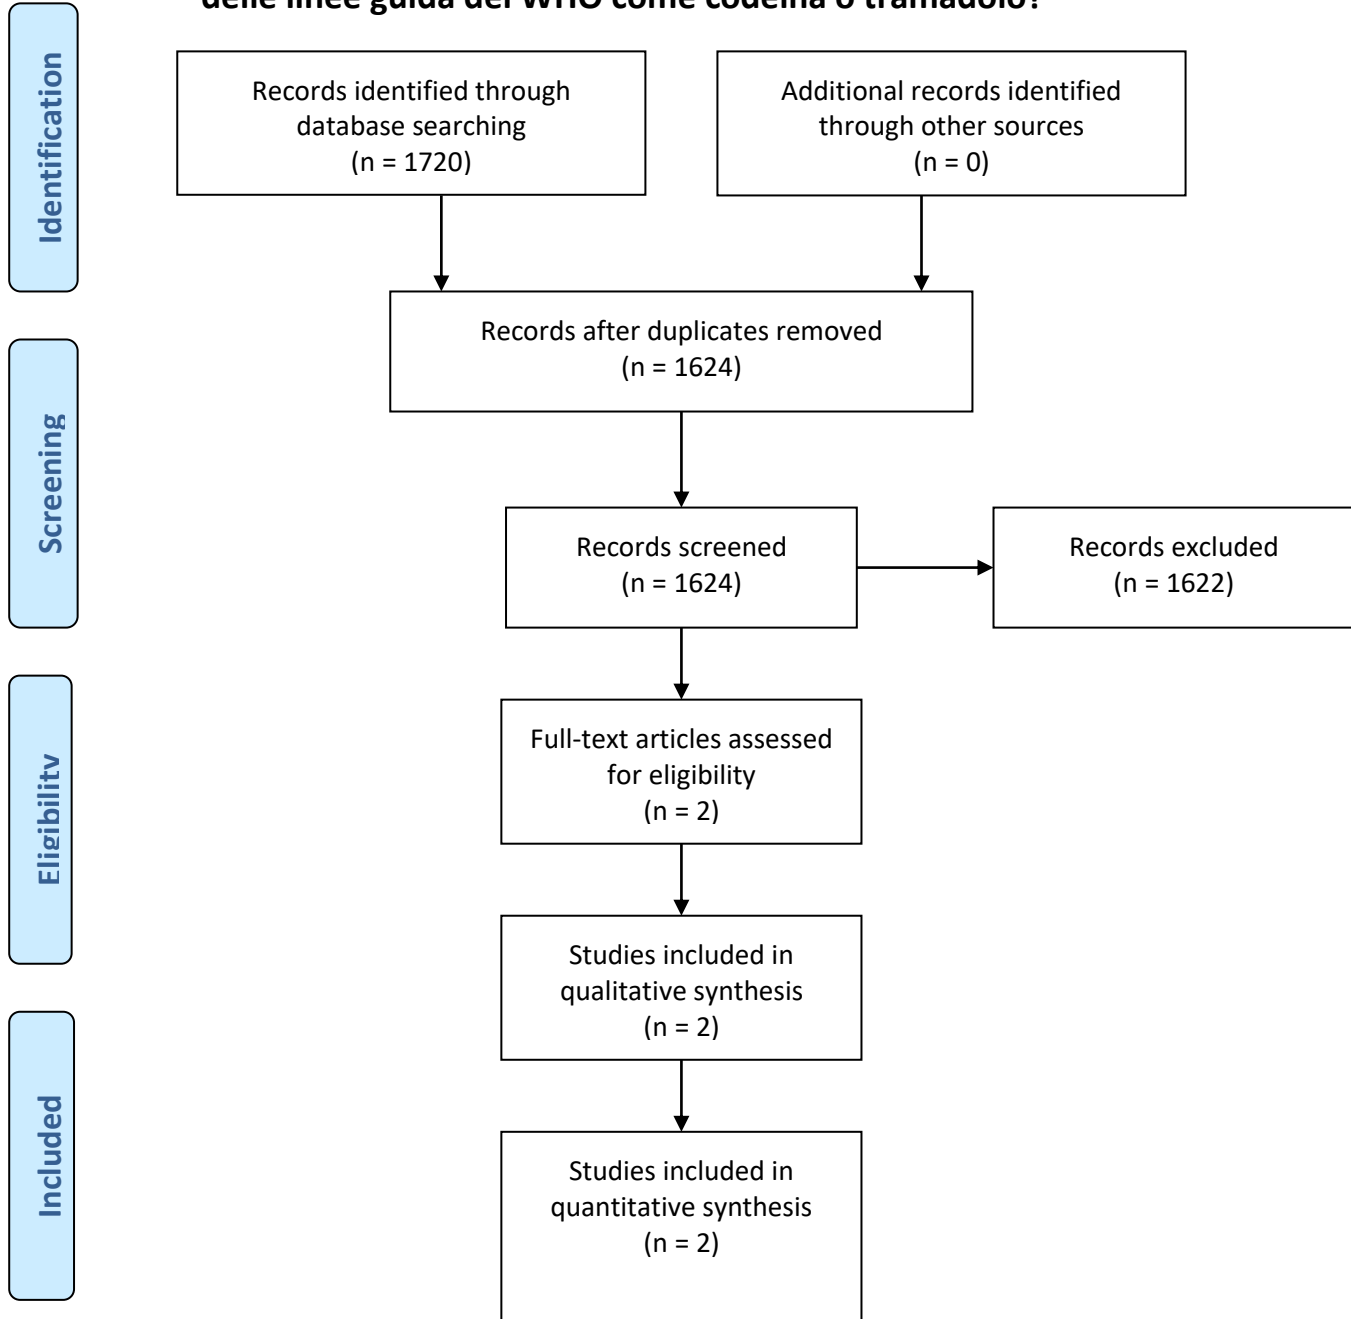 delle linee guida del WHO come codeina o tramadolo?
Identification
Records identified through
database searching
(n = 1720)
Additional records identified
through other sources
(n = 0)
Records after duplicates removed
(n = 1624)
Screening
Records screened
(n = 1624)
Records excluded
(n = 1622)
Eligibility
Full-text articles assessed
for eligibility
(n = 2)
Studies included in
qualitative synthesis
(n = 2)
Included
Studies included in
quantitative synthesis
(n = 2)